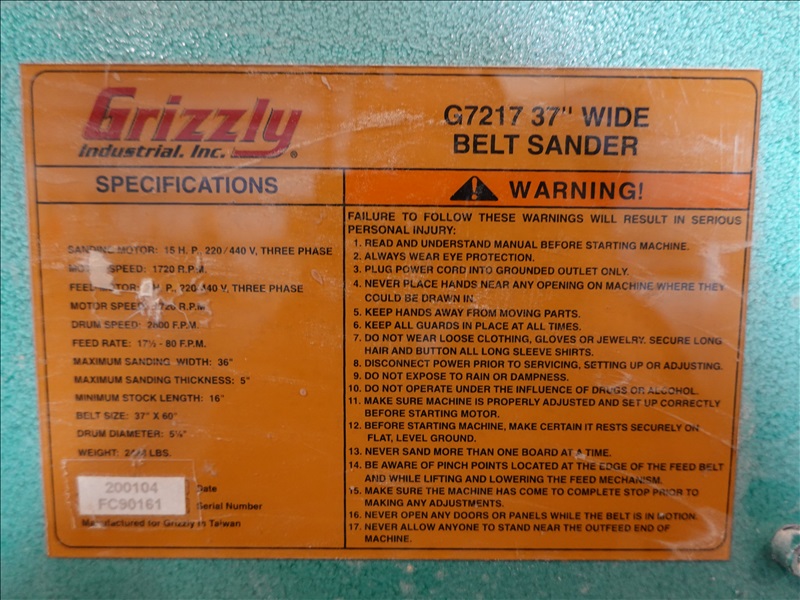 Grizzly
Industrial, Inc.®
G7217 37" WIDE
BELT SANDER
SPECIFICATIONS
SANDING MOTOR: 15 H. P. 220/440 V, THREE PHASE
MOTOR SPEED: 1720 R.P.M.
FEED MOTOR: H. P., 220/440 V, THREE PHASE
MOTOR SPEED: 1720 R.P.M.
DRUM SPEED: F.P.M.
FEED RATE: 17½ - 80 F.P.M.
MAXIMUM SANDING WIDTH: 36"
MAXIMUM SANDING THICKNESS: 5"
MINIMUM STOCK LENGTH: 16"
BELT SIZE: 37" X 60"
DRUM DIAMETER:
WEIGHT: LBS.
200104 Date
FC90161 Serial Number
Manufactured for Grizzly in Taiwan
WARNING!
FAILURE TO FOLLOW THESE WARNINGS WILL RESULT IN SERIOUS
PERSONAL INJURY:
1. READ AND UNDERSTAND MANUAL BEFORE STARTING MACHINE.
2. ALWAYS WEAR EYE PROTECTION.
3. PLUG POWER CORD INTO GROUNDED OUTLET ONLY.
4. NEVER PLACE HANDS NEAR ANY OPENING ON MACHINE WHERE THEY
COULD BE DRAWN IN.
5. KEEP HANDS AWAY FROM MOVING PARTS.
6. KEEP ALL GUARDS IN PLACE AT ALL TIMES.
7. DO NOT WEAR LOOSE CLOTHING, GLOVES OR JEWELRY. SECURE LONG
HAIR AND BUTTON ALL LONG SLEEVE SHIRTS.
8. DISCONNECT POWER PRIOR TO SERVICING, SETTING UP OR ADJUSTING.
9. DO NOT EXPOSE TO RAIN OR DAMPNESS.
10. DO NOT OPERATE UNDER THE INFLUENCE OF DRUGS OR ALCOHOL.
11. MAKE SURE MACHINE IS PROPERLY ADJUSTED AND SET UP CORRECTLY
BEFORE STARTING MOTOR.
12. BEFORE STARTING MACHINE, MAKE CERTAIN IT RESTS SECURELY ON
FLAT, LEVEL GROUND.
13. NEVER SAND MORE THAN ONE BOARD AT A TIME.
14. BE AWARE OF PINCH POINTS LOCATED AT THE EDGE OF THE FEED BELT
AND WHILE LIFTING AND LOWERING THE FEED MECHANISM.
15. MAKE SURE THE MACHINE HAS COME TO COMPLETE STOP PRIOR TO
MAKING ANY ADJUSTMENTS.
16. NEVER OPEN ANY DOORS OR PANELS WHILE THE BELT IS IN MOTION.
17. NEVER ALLOW ANYONE TO STAND NEAR THE OUTFEED END OF
MACHINE.